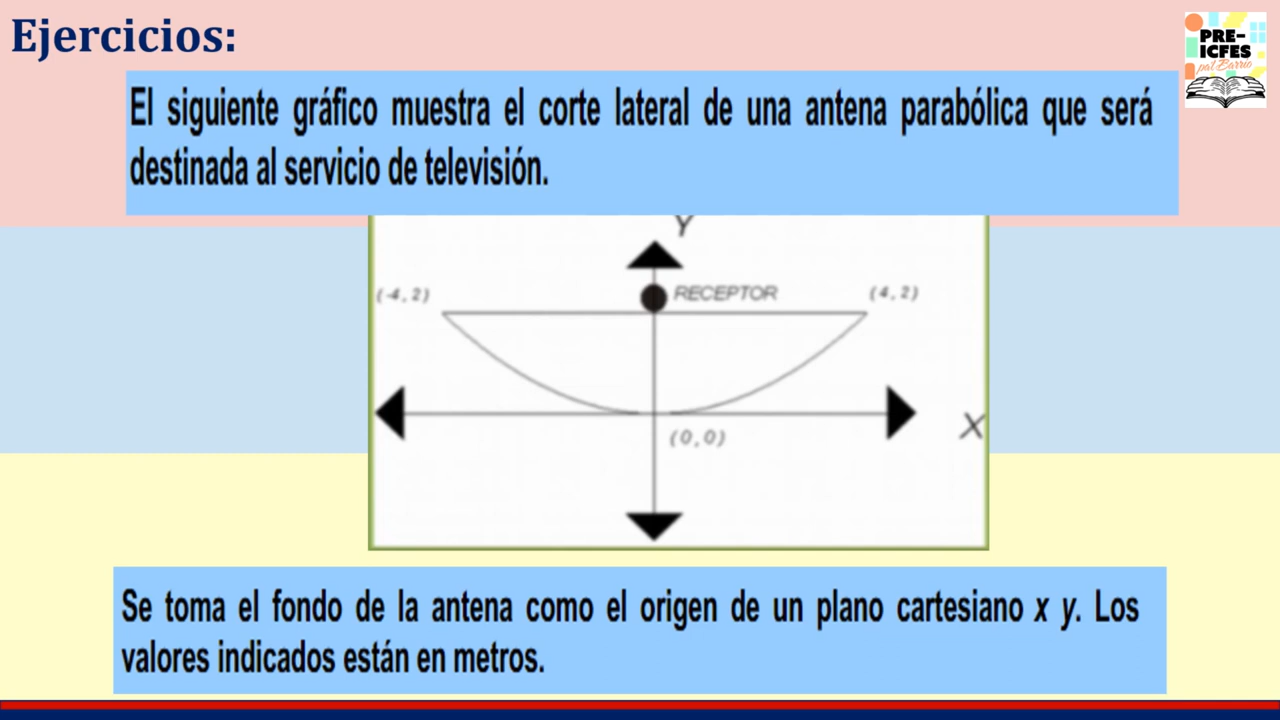 Ejercicios:
PRE-
ICFES
pa'l Barrio
El siguiente gráfico muestra el corte lateral de una antena parabólica que será
destinada al servicio de televisión.
Y
(-4,2)
RECEPTOR
(4,2)
X
(0,0)
Se toma el fondo de la antena como el origen de un plano cartesiano x y. Los
valores indicados están en metros.